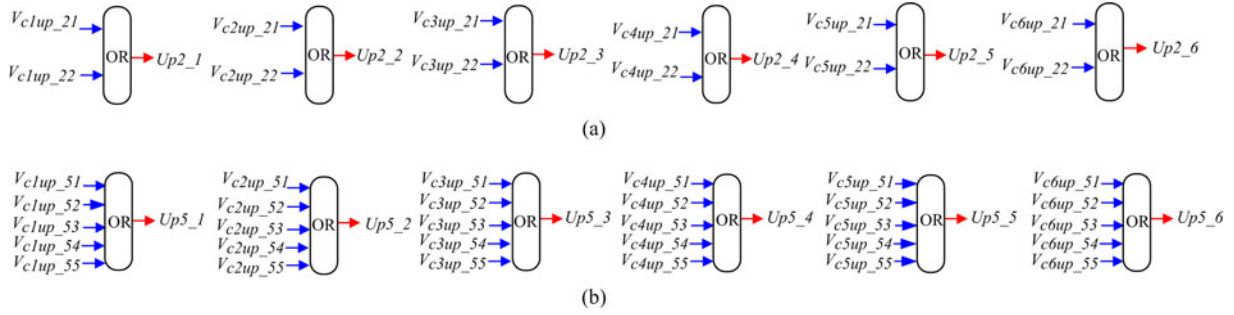 Vc1up_21 Vc2up_21 Vc3up_21 Vc4up_21 Vc5up_21 Vc6up_21
OR Up2_1 OR Up2_2 OR Up2_3 OR Up2_4 OR Up2_5 OR Up2_6
Vc1up_22 Vc2up_22 Vc3up_22 Vc4up_22 Vc5up_22 Vc6up_22
(a)
Vc1up_51 Vc2up_51 Vc3up_51 Vc4up_51 Vc5up_51 Vc6up_51
Vc1up_52 Vc2up_52 Vc3up_52 Vc4up_52 Vc5up_52 Vc6up_52
Vc1up_53 OR Up5_1 Vc2up_53 OR Up5_2 Vc3up_53 OR Up5_3 Vc4up_53 OR Up5_4 Vc5up_53 OR Up5_5 Vc6up_53 OR Up5_6
Vc1up_54 Vc2up_54 Vc3up_54 Vc4up_54 Vc5up_54 Vc6up_54
Vc1up_55 Vc2up_55 Vc3up_55 Vc4up_55 Vc5up_55 Vc6up_55
(b)